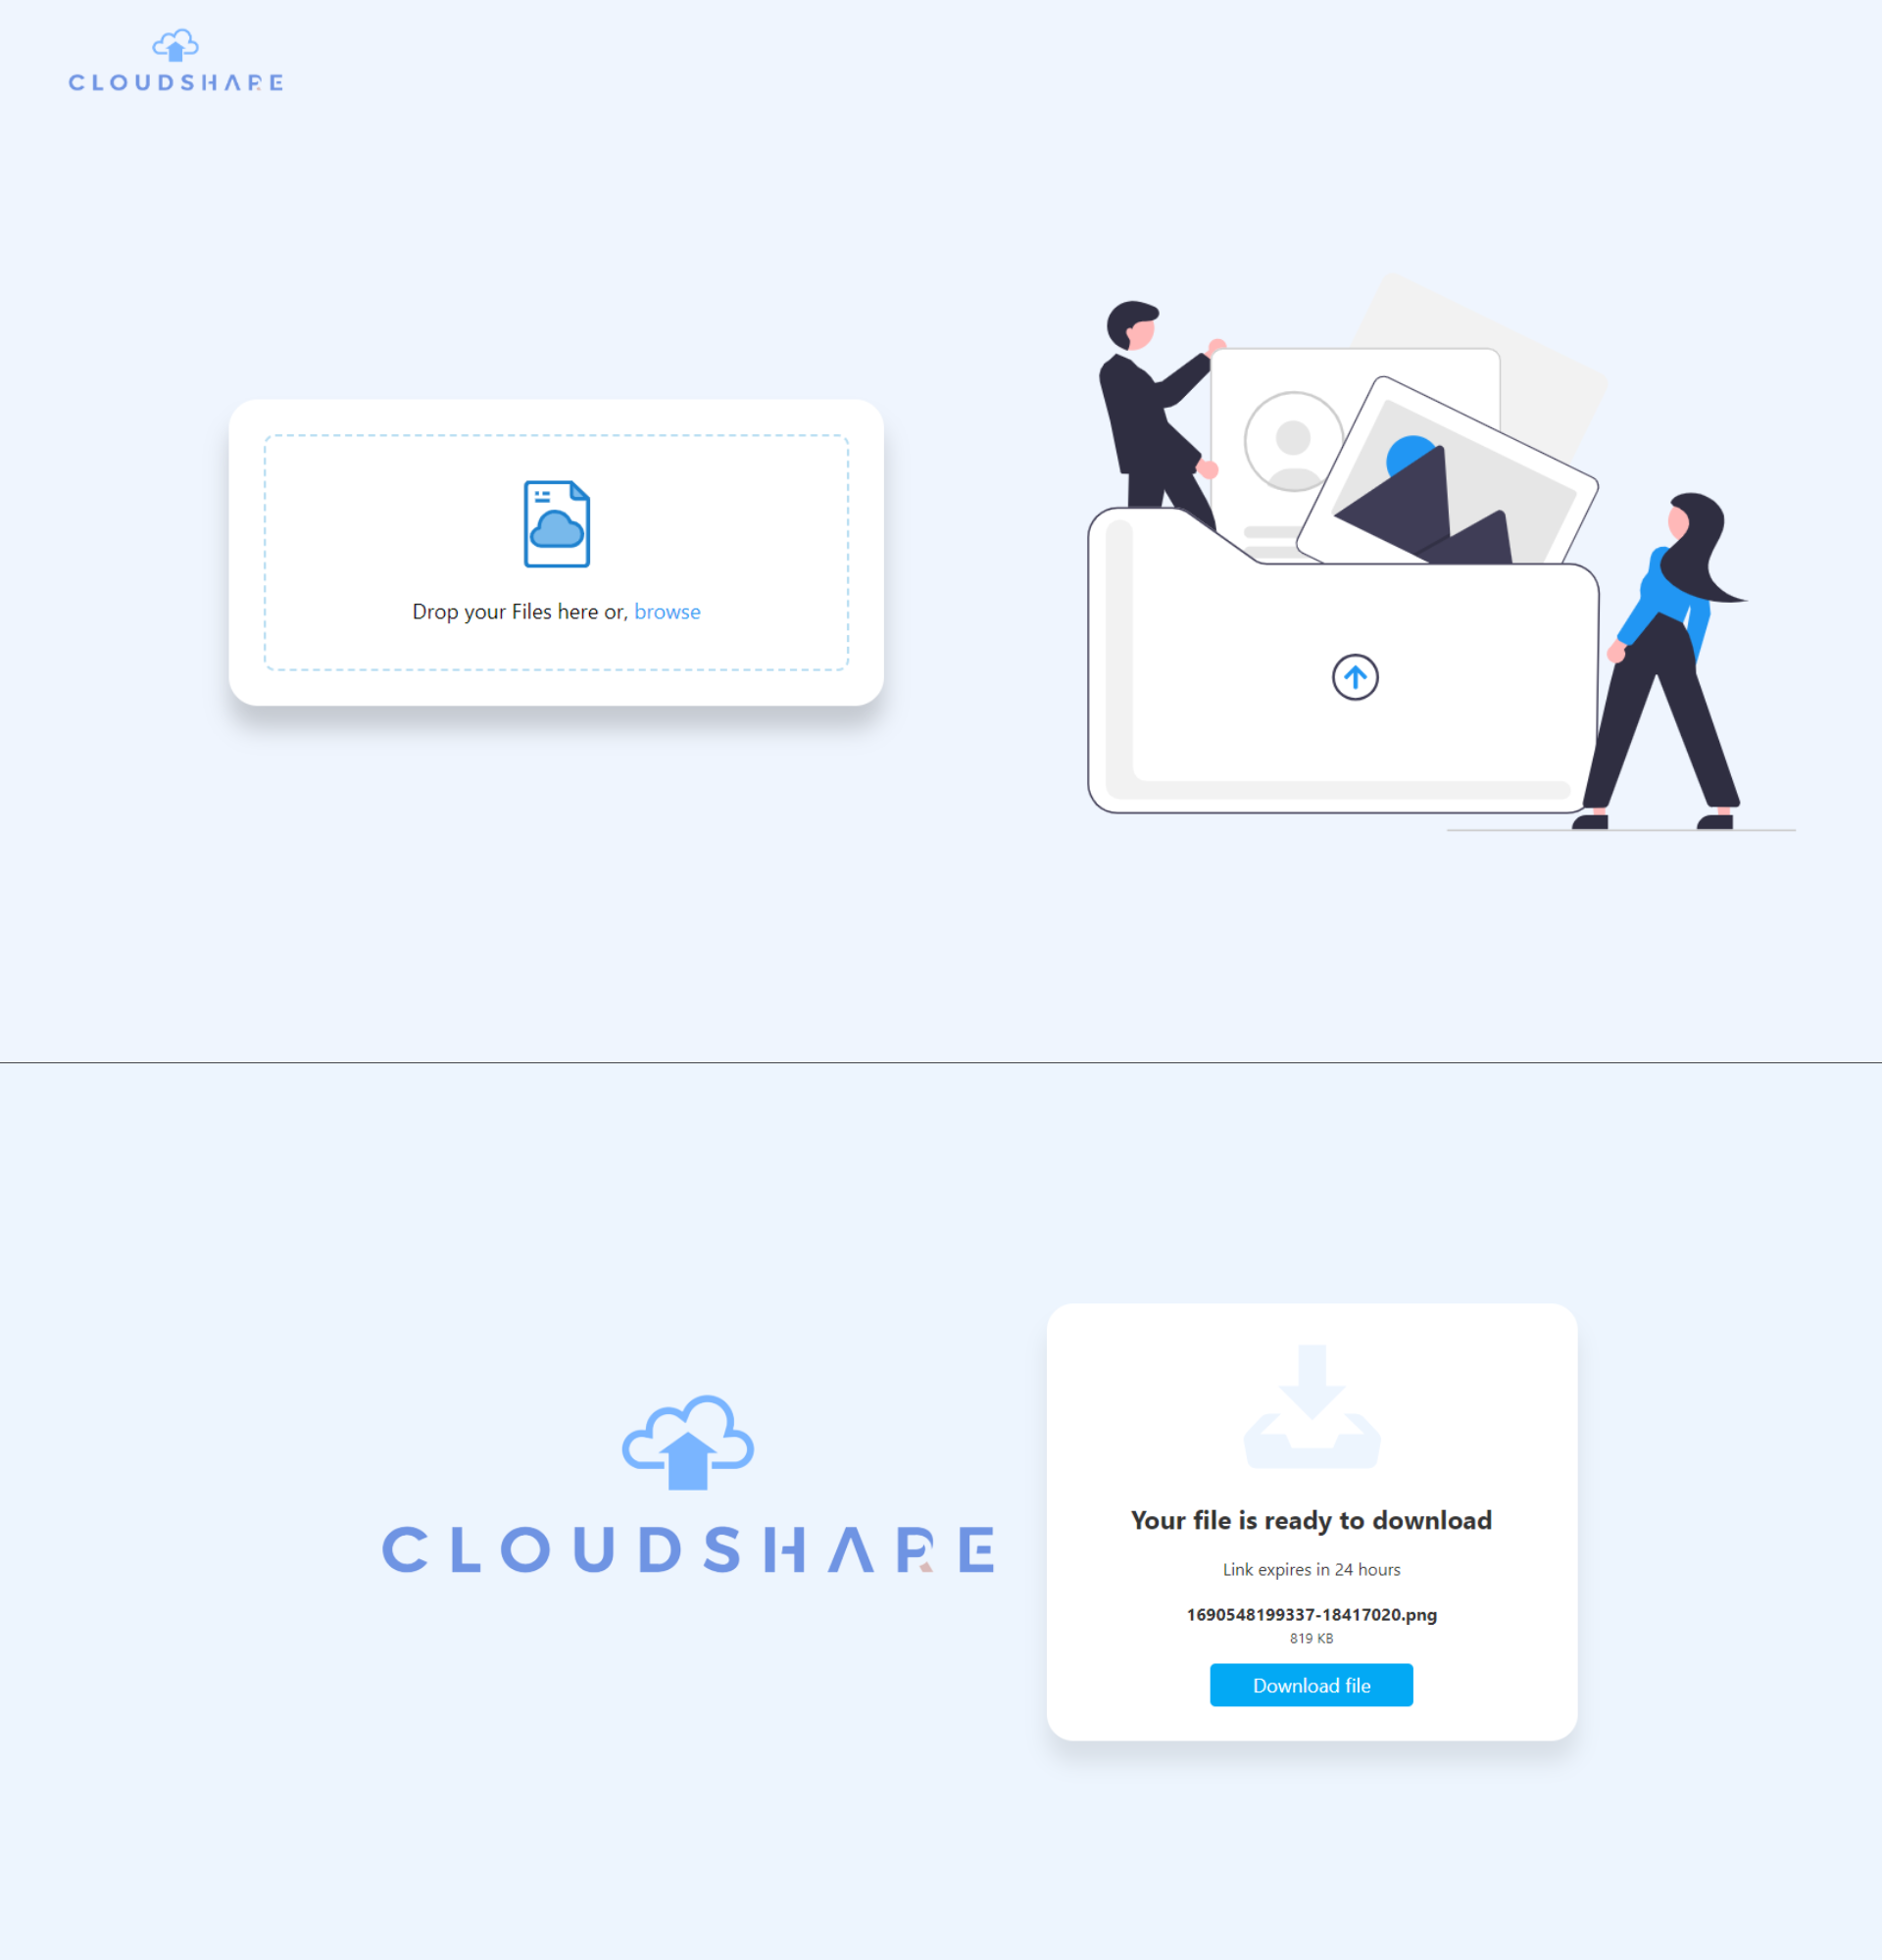 CLOUDSHARE
Drop your Files here or, browse
CLOUDSHARE
Your file is ready to download
Link expires in 24 hours
1690548199337-18417020.png
819 KB
Download file